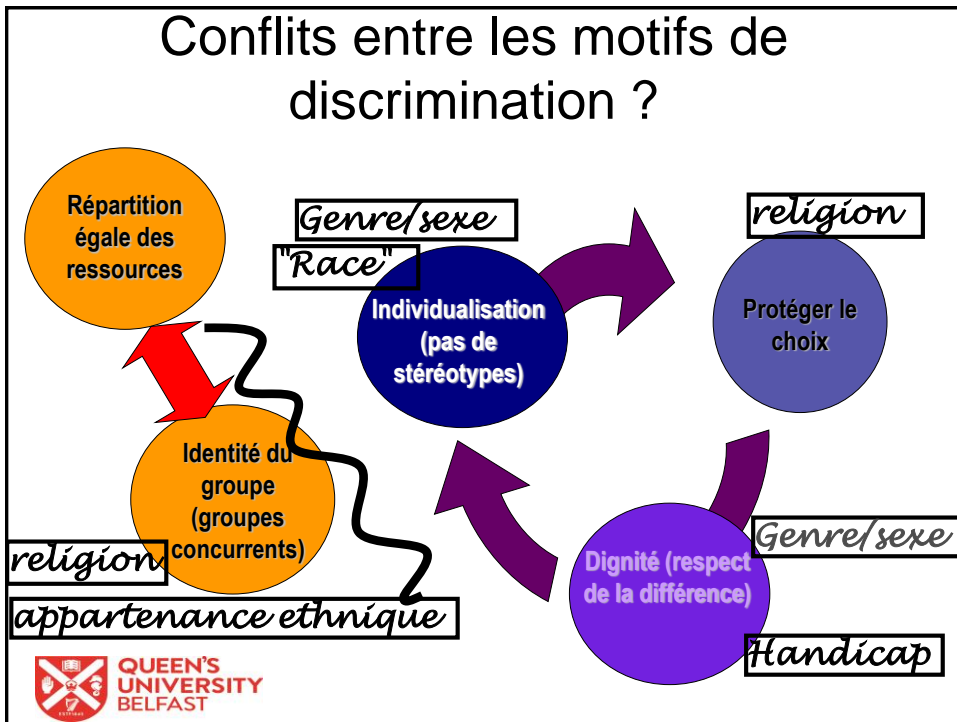 Conflits entre les motifs de
discrimination ?
Répartition
égale des
ressources
Genre/sexe
"Race"
Individualisation
(pas de
stéréotypes)
religion
Protéger le
choix
Identité du
groupe
(groupes
concurrents)
religion
appartenance ethnique
Dignité (respect
de la différence)
Genre/sexe
Handicap
QUEEN'S
UNIVERSITY
BELFAST